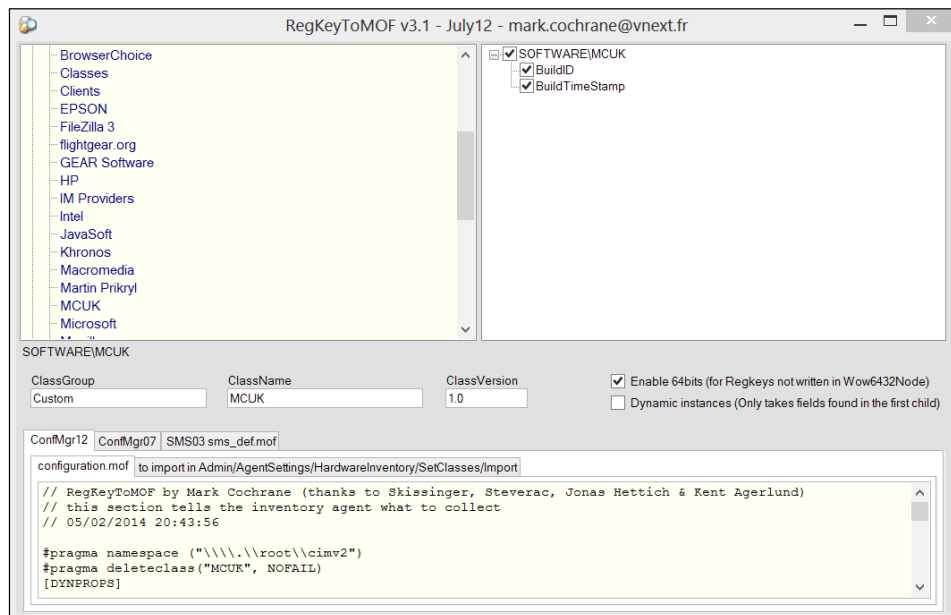 RegKeyToMOF v3.1 - July12 - mark.cochrane@vnext.fr
BrowserChoice
Classes
Clients
EPSON
FileZilla 3
flightgear.org
GEAR Software
HP
IM Providers
Intel
JavaSoft
Khronos
Macromedia
Martin Prikryl
MCUK
Microsoft
SOFTWARE\MCUK
BuildID
BuildTimeStamp
SOFTWARE\MCUK
ClassGroup
Custom
ClassName
MCUK
ClassVersion
1.0
Enable 64bits (for Regkeys not written in Wow6432Node)
Dynamic instances (Only takes fields found in the first child)
ConfMgr12 ConfMgr07 SMS03 sms_def.mof
configuration.mof to import in Admin/AgentSettings/HardwareInventory/SetClasses/Import
// RegKeyToMOF by Mark Cochrane (thanks to Skissinger, Steverac, Jonas Hettich & Kent Agerlund)
// this section tells the inventory agent what to collect
// 05/02/2014 20:43:56
#pragma namespace ("\\\\.\\root\\cimv2")
#pragma deleteclass("MCUK", NOFAIL)
[DYNPROPS]